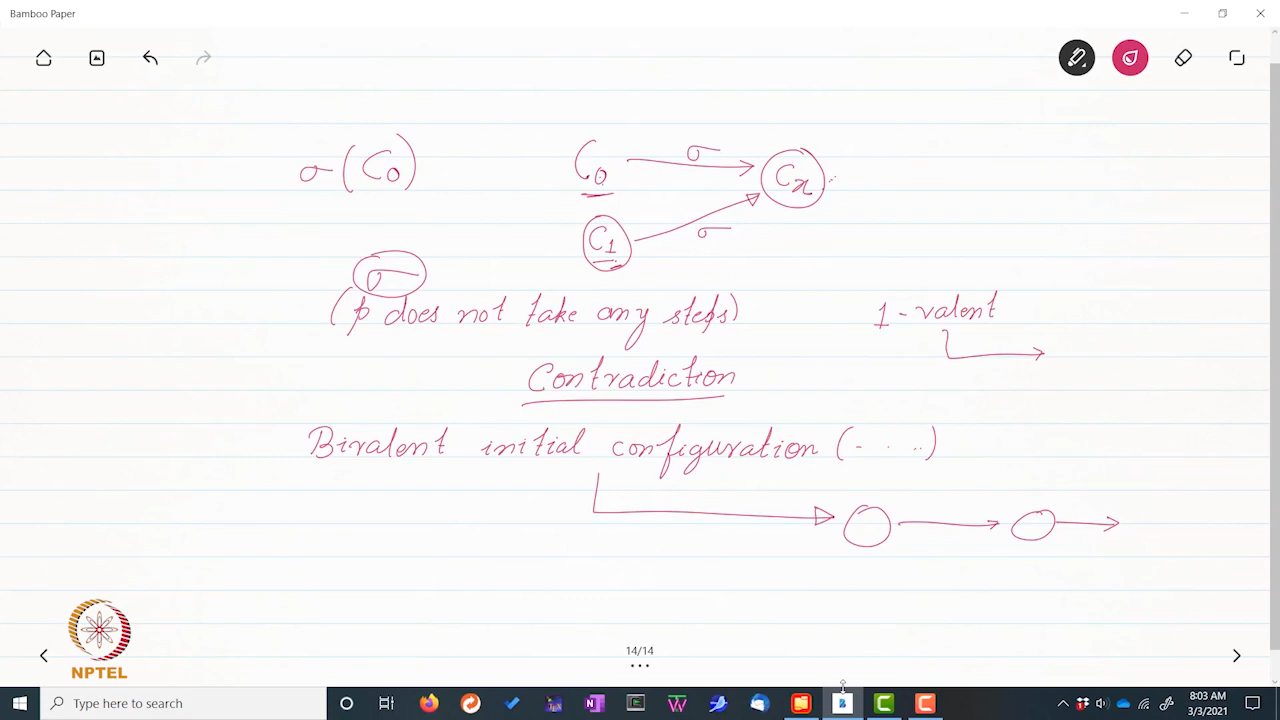 Bamboo Paper
σ(C0) C0 σ Cx
C1 σ
σ
(p does not take any steps) 1-valent
Contradiction
Bivalent initial configuration (- - ..)
NPTEL
14/14
Type here to search
8:03 AM
3/3/2021